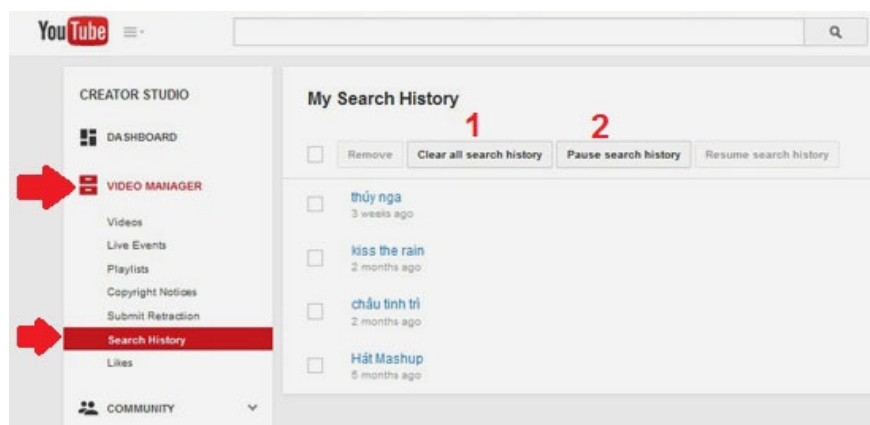 YouTube
CREATOR STUDIO
DASHBOARD
VIDEO MANAGER
Videos
Live Events
Playlists
Copyright Notices
Submit Retraction
Search History
Likes
COMMUNITY
My Search History
1 2
Remove Clear all search history Pause search history Resume search history
thúy nga
3 weeks ago
kiss the rain
2 months ago
châu tinh trì
2 months ago
Hát Mashup
5 months ago